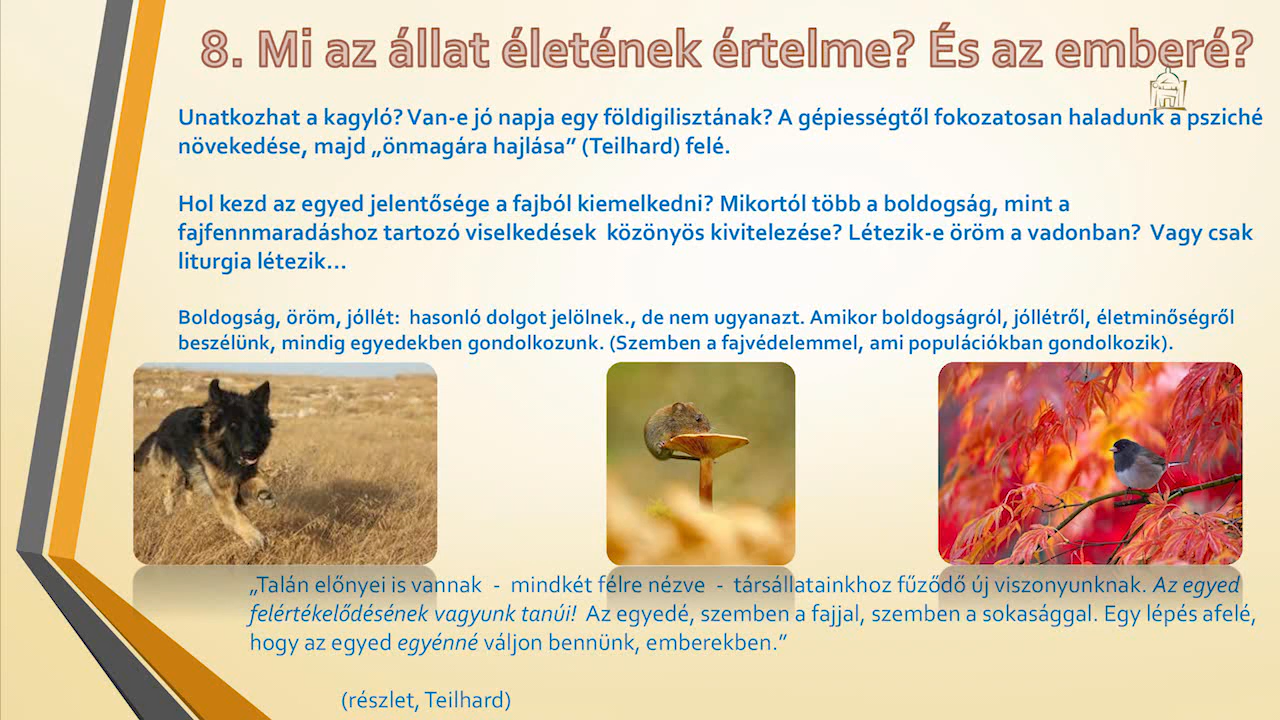 8. Mi az állat életének értelme? És az emberé?
Unatkozhat a kagyló? Van-e jó napja egy földigilisztának? A gépiességtől fokozatosan haladunk a psziché
növekedése, majd „önmagára hajlása” (Teilhard) felé.
Hol kezd az egyed jelentősége a fajból kiemelkedni? Mikortól több a boldogság, mint a
fajfennmaradáshoz tartozó viselkedések közönyös kivitelezése? Létezik-e öröm a vadonban? Vagy csak
liturgia létezik...
Boldogság, öröm, jóllét: hasonló dolgot jelölnek., de nem ugyanazt. Amikor boldogságról, jóllétről, életminőségről
beszélünk, mindig egyedekben gondolkozunk. (Szemben a fajvédelemmel, ami populációkban gondolkozik).
„Talán előnyei is vannak - mindkét félre nézve - társállatainkhoz fűződő új viszonyunknak. Az egyed
felértékelődésének vagyunk tanúi! Az egyedé, szemben a fajjal, szemben a sokasággal. Egy lépés afelé,
hogy az egyed egyénné váljon bennünk, emberekben.”
(részlet, Teilhard)